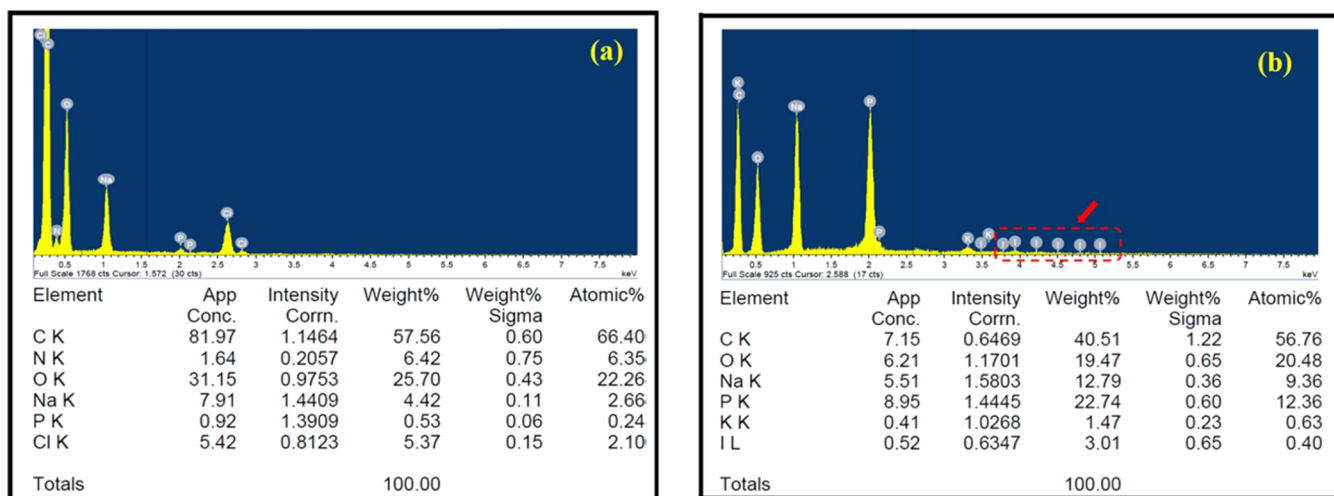 (a)
Cl
C
O
N
Na
P
P
Cl
Cl
0.5 1 1.5 2 2.5 3 3.5 4 4.5 5 5.5 6 6.5 7 7.5
Full Scale 1768 cts Cursor: 1.572 (30 cts) keV
Element App Intensity Weight% Weight% Atomic%
Conc. Corrn. Sigma
C K 81.97 1.1464 57.56 0.60 66.40
N K 1.64 0.2057 6.42 0.75 6.35
O K 31.15 0.9753 25.70 0.43 22.26
Na K 7.91 1.4409 4.42 0.11 2.66
P K 0.92 1.3909 0.53 0.06 0.24
Cl K 5.42 0.8123 5.37 0.15 2.10
Totals 100.00
(b)
K
C
O
Na
P
P
K
I
K
I
I
I
I
I
I
0.5 1 1.5 2 2.5 3 3.5 4 4.5 5 5.5 6 6.5 7 7.5
Full Scale 925 cts Cursor: 2.588 (17 cts) keV
Element App Intensity Weight% Weight% Atomic%
Conc. Corrn. Sigma
C K 7.15 0.6469 40.51 1.22 56.76
O K 6.21 1.1701 19.47 0.65 20.48
Na K 5.51 1.5803 12.79 0.36 9.36
P K 8.95 1.4445 22.74 0.60 12.36
K K 0.41 1.0268 1.47 0.23 0.63
I L 0.52 0.6347 3.01 0.65 0.40
Totals 100.00